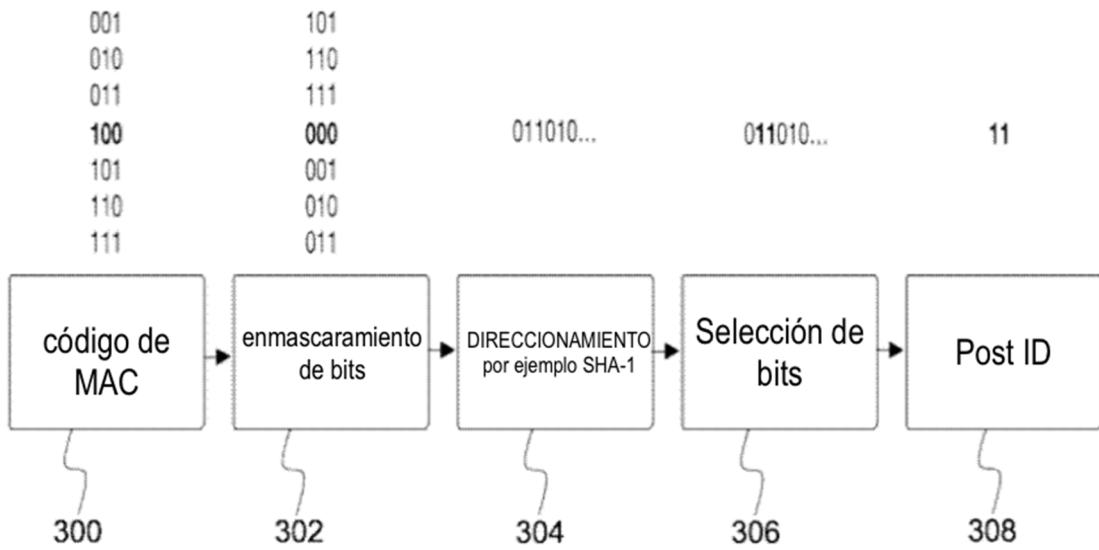 001 101
010 110
011 111
100 000 011010... 011010... 11
101 001
110 010
111 011
código de MAC
enmascaramiento de bits
DIRECCIONAMIENTO por ejemplo SHA-1
Selección de bits
Post ID
300 302 304 306 308